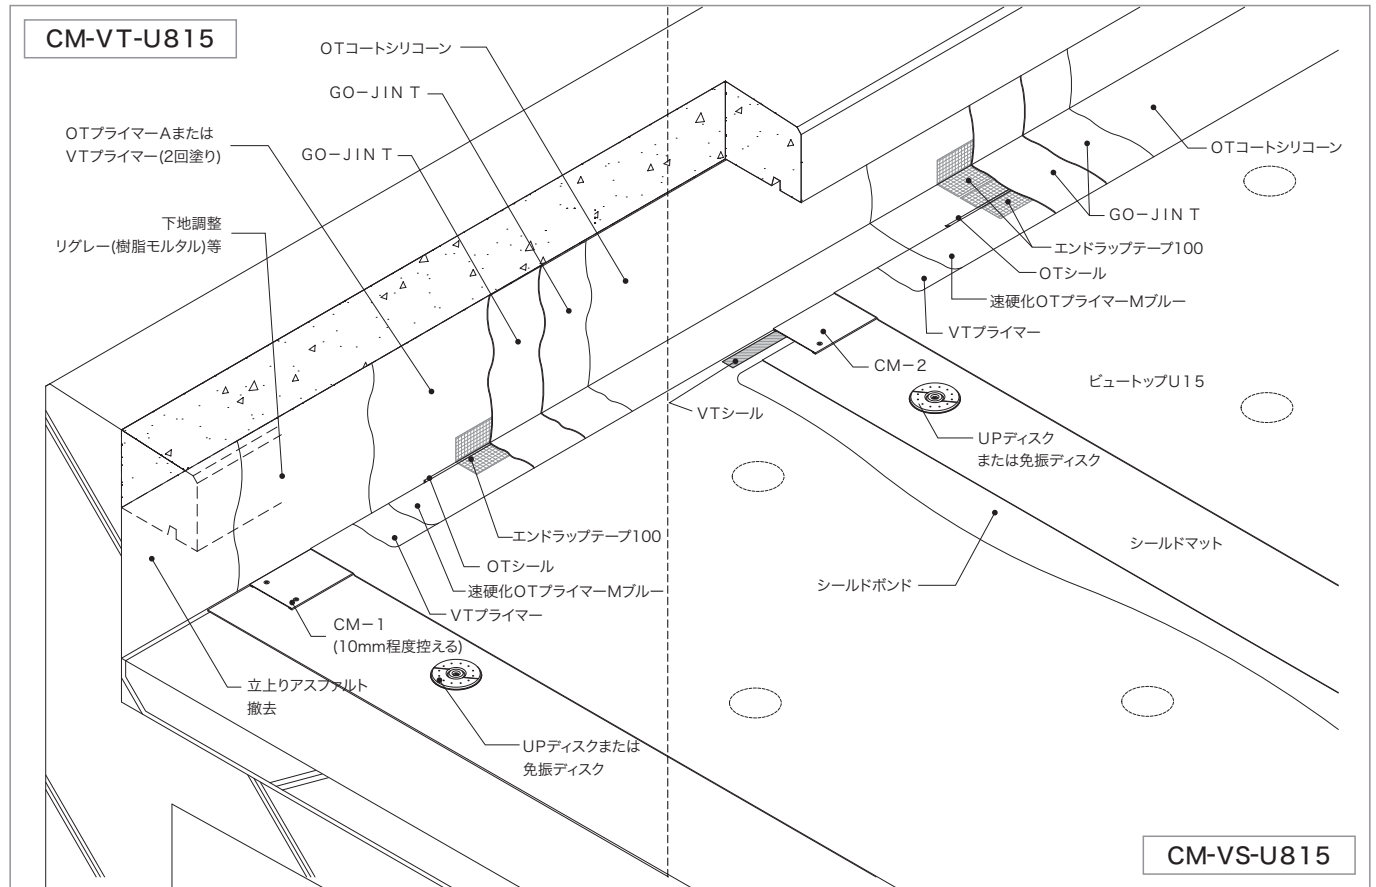 CM-VT-U815
OTコートシリコーン
GO-JINT
OTプライマーAまたは
VTプライマー(2回塗り)
GO-JINT
下地調整
リグレー(樹脂モルタル)等
OTコートシリコーン
GO-JINT
エンドラップテープ100
OTシール
速硬化OTプライマーMブルー
VTプライマー
CM-2
ビュートップU15
VTシール
UPディスク
または免振ディスク
エンドラップテープ100
シールドマット
OTシール
シールドボンド
速硬化OTプライマーMブルー
VTプライマー
CM-1
(10mm程度控える)
立上りアスファルト
撤去
UPディスクまたは
免振ディスク
CM-VS-U815